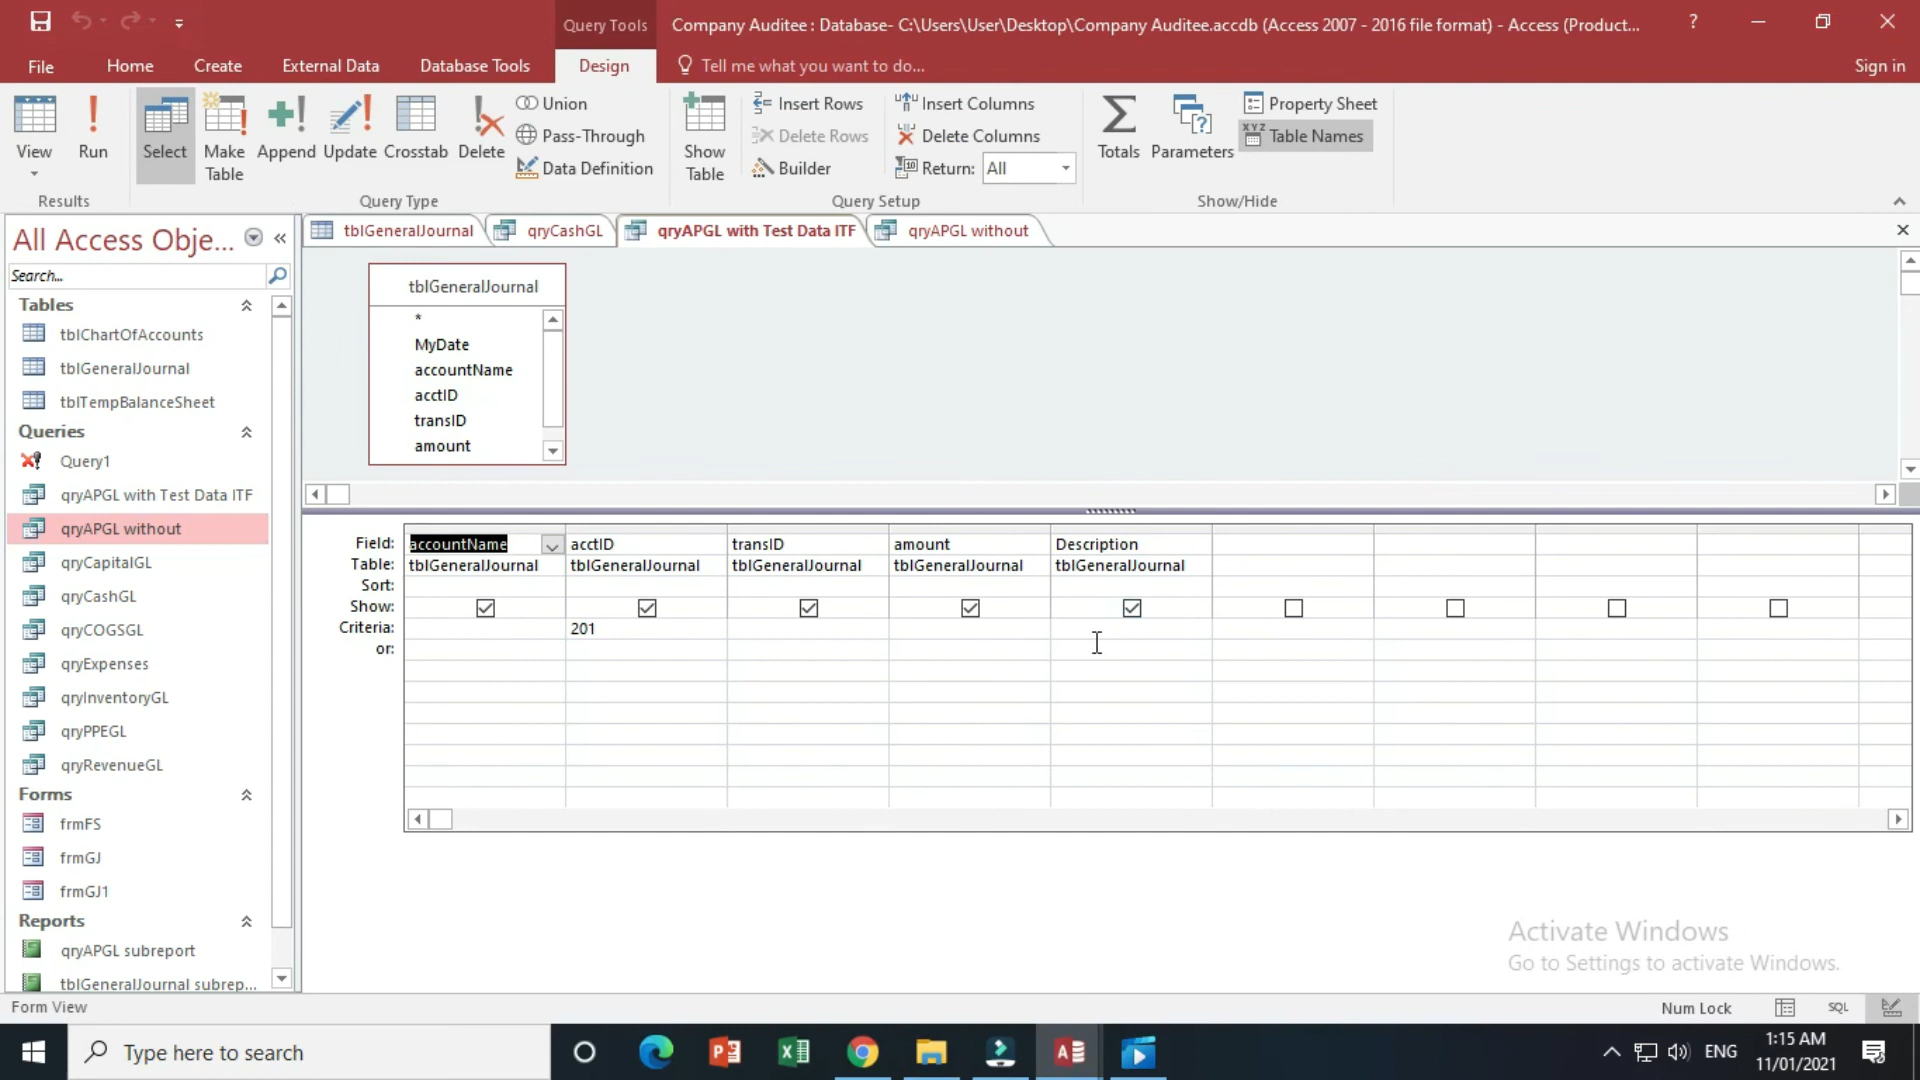 Query Tools
Company Auditee : Database- C:\Users\User\Desktop\Company Auditee.accdb (Access 2007 - 2016 file format) - Access (Product...
?
File
Home
Create
External Data
Database Tools
Design
Tell me what you want to do...
Sign in
View
Run
Select
Make Table
Append
Update
Crosstab
Delete
Union
Pass-Through
Data Definition
Show Table
Insert Rows
Delete Rows
Builder
Insert Columns
Delete Columns
Return: All
Totals
Parameters
Property Sheet
Table Names
Results
Query Type
Query Setup
Show/Hide
All Access Obje...
Search...
tblGeneralJournal
qryCashGL
qryAPGL with Test Data ITF
qryAPGL without
Tables
tblChartOfAccounts
tblGeneralJournal
tblTempBalanceSheet
Queries
Query1
qryAPGL with Test Data ITF
qryAPGL without
qryCapitalGL
qryCashGL
qryCOGSGL
qryExpenses
qryInventoryGL
qryPPEGL
qryRevenueGL
Forms
frmFS
frmGJ
frmGJ1
Reports
qryAPGL subreport
tblGeneralJournal subrep...
tblGeneralJournal
*
MyDate
accountName
acctID
transID
amount
Field: accountName acctID transID amount Description
Table: tblGeneralJournal tblGeneralJournal tblGeneralJournal tblGeneralJournal tblGeneralJournal
Sort:
Show:
Criteria: 201
or:
Activate Windows
Go to Settings to activate Windows.
Form View
Num Lock
SQL
Type here to search
ENG
1:15 AM
11/01/2021